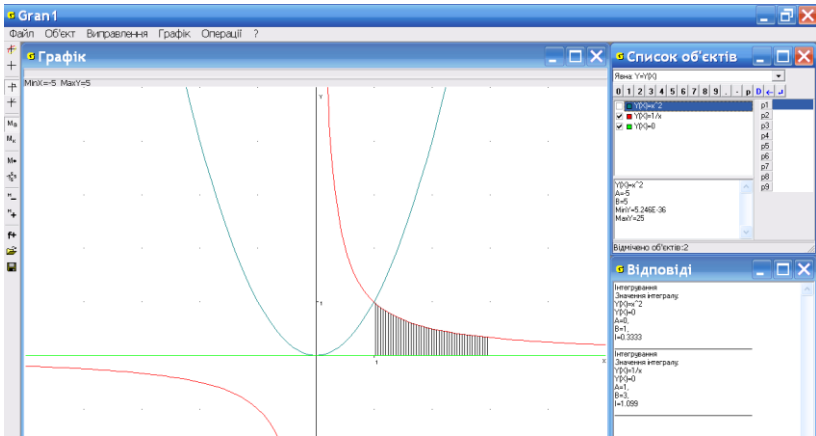 Gran1
Файл Об'єкт Виправлення Графік Операції ?
Графік
MinX=-5 MaxY=5
Y
1
1
X
Список об'єктів
Явна: Y=Y(X)
0 1 2 3 4 5 6 7 8 9 . - p D ← ↲
Y(X)=x^2
Y(X)=1/x
Y(X)=0
p1
p2
p3
p4
p5
p6
p7
p8
p9
Y(X)=x^2
A=-5
B=5
MinY=5.246E-36
MaxY=25
Відмічено об'єктів:2
Відповіді
Інтегрування
Значення інтегралу.
Y(X)=x^2
Y(X)=0
A=0,
B=1,
I=0.3333
Інтегрування
Значення інтегралу.
Y(X)=1/x
Y(X)=0
A=1,
B=3,
I=1.099